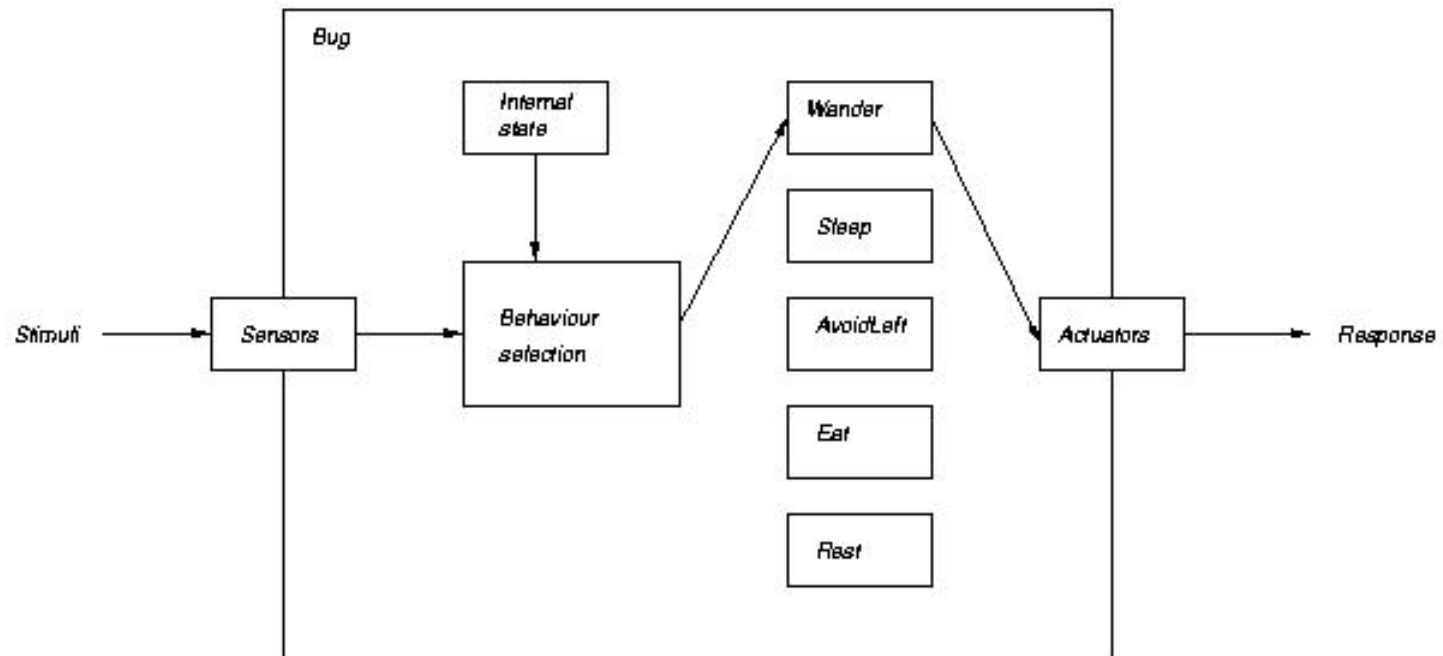 Bug
Internal
state
Wander
Sleep
Stimuli
Sensors
Behaviour
selection
AvoidLeft
Actuators
Response
Eat
Rest